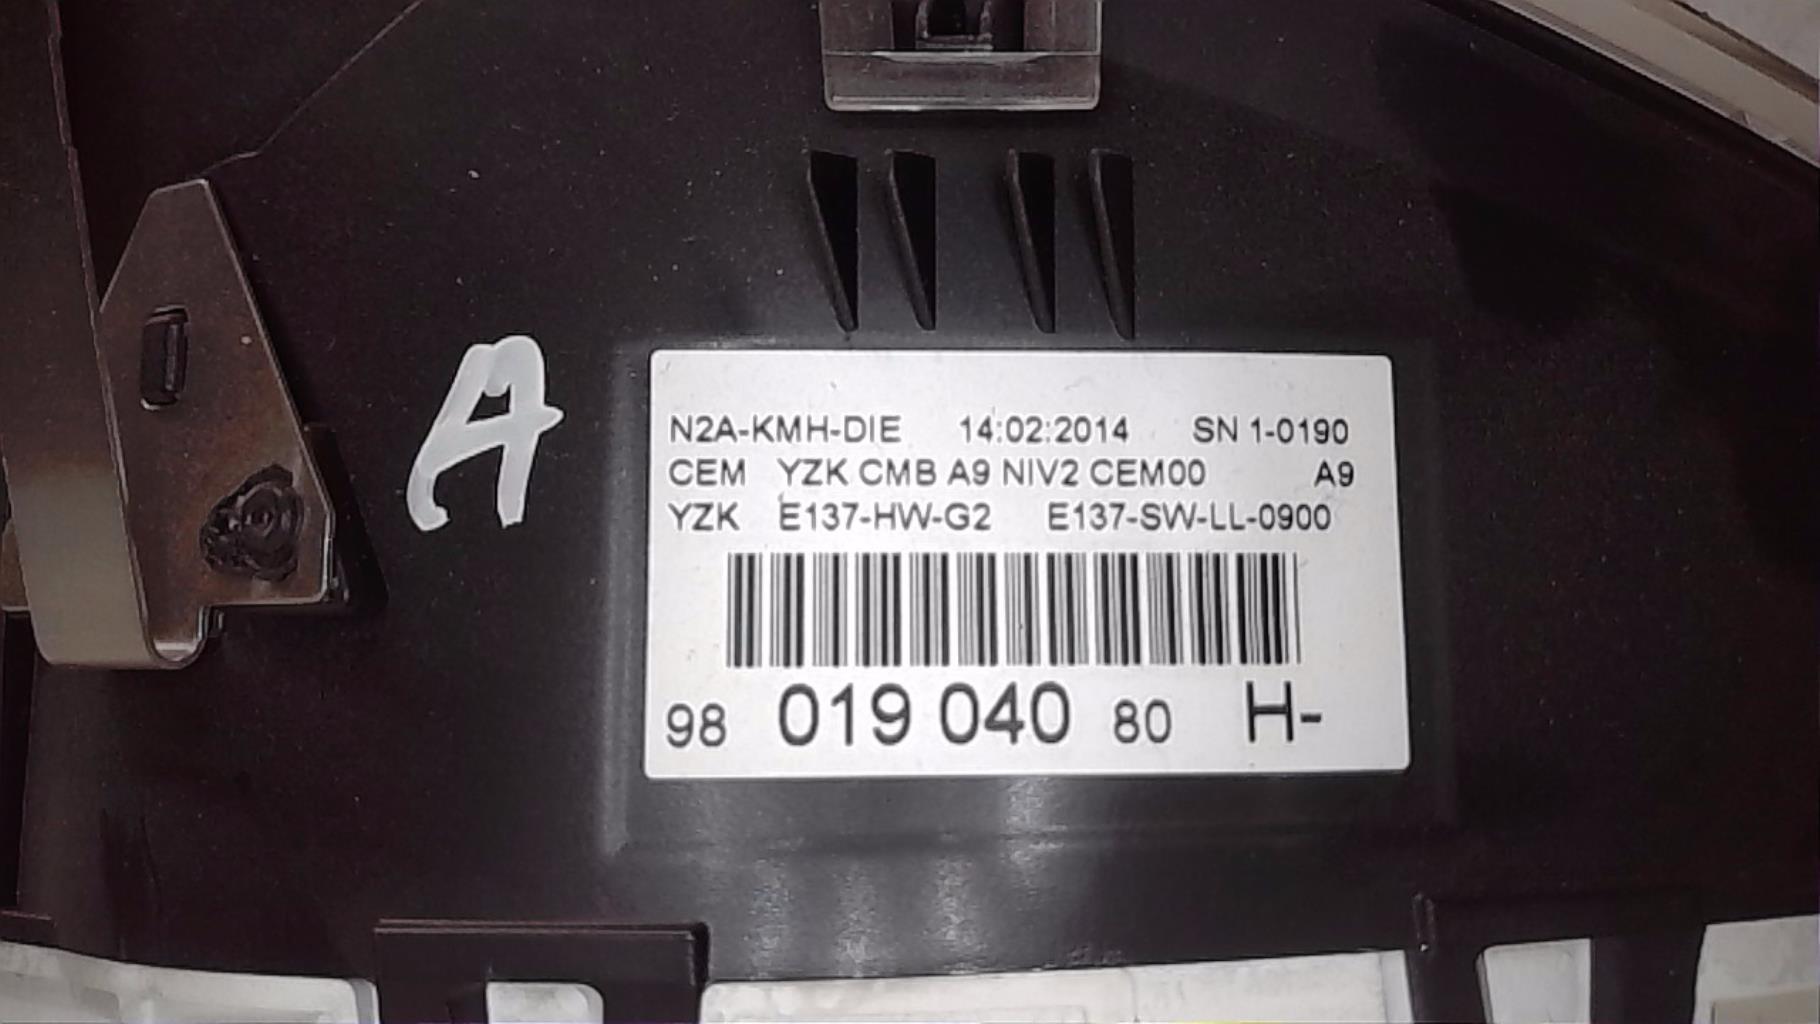 A
N2A-KMH-DIE 14:02:2014 SN 1-0190
CEM YZK CMB A9 NIV2 CEM00 A9
YZK E137-HW-G2 E137-SW-LL-0900
98 019 040 80 H-